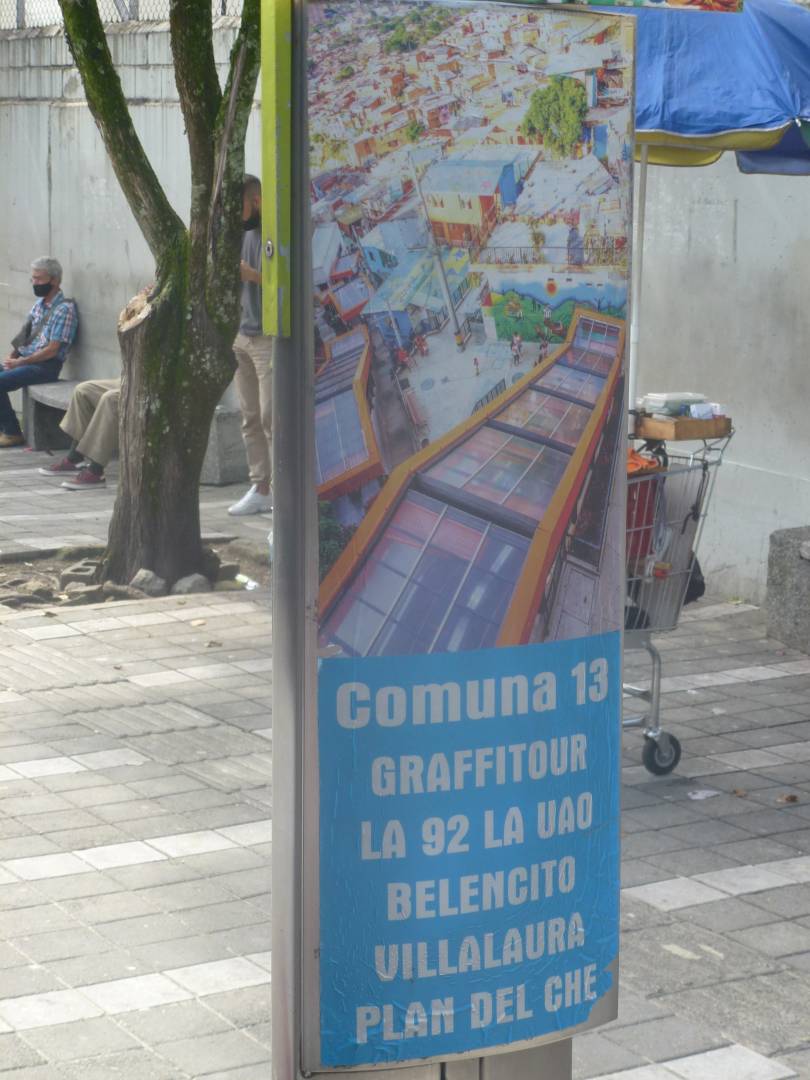 Comuna 13
GRAFFITOUR
LA 92 LA UAO
BELENCITO
VILLALAURA
PLAN DEL CHE